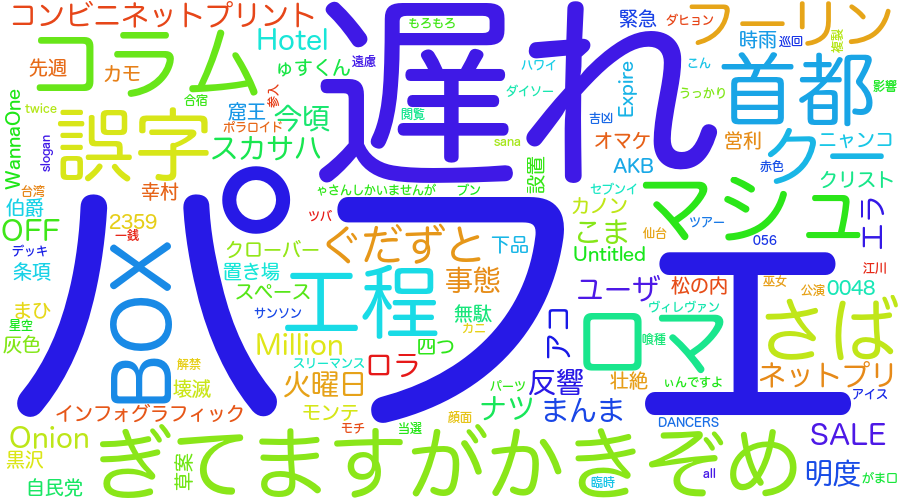 コンビニネットプリント
もろもろ
緊急
ダヒョン
フーリン
コラム
Hotel
遠慮
遅れ
ハワイ
こん
時雨
巡回
複製
先週
カモ
ゅすくん
参入
合宿
ダイソー
Expire
うっかり
首都
影響
WannaOne
twice
slogan
誤字
窟王
ポラロイド
今頃
閲覧
吉凶
オマケ
営利
クー
ニャンコ
スカサハ
sana
設置
AKB
赤色
クリスト
台湾
幸村
ゃさんしかいませんが
プン
セブンイ
マシュ
伯爵
カノン
ツアー
エラ
OFF
2359
一銭
ツバ
パフェ
ぐだずと
下品
こま
仙台
056
デッキ
クローバー
Untitled
江川
条項
BOX
置き場
工程
事態
ユーザ
松の内
巫女
公演
0048
まひ
スペース
無駄
ヴィレヴァン
星空
サンソン
カニ
アコ
ロマ
さば
灰色
Million
四つ
喰種
解禁
スリーマンス
ロラ
壊滅
火曜日
パーツ
反響
壮絶
ぃんですよ
ネットプリ
インフォグラフィック
モンテ
顔面
ナツ
まんま
アイス
モチ
当選
DANCERS
Onion
SALE
ぎてますがかきぞめ
黒沢
草案
自民党
臨時
all
明度
がま口